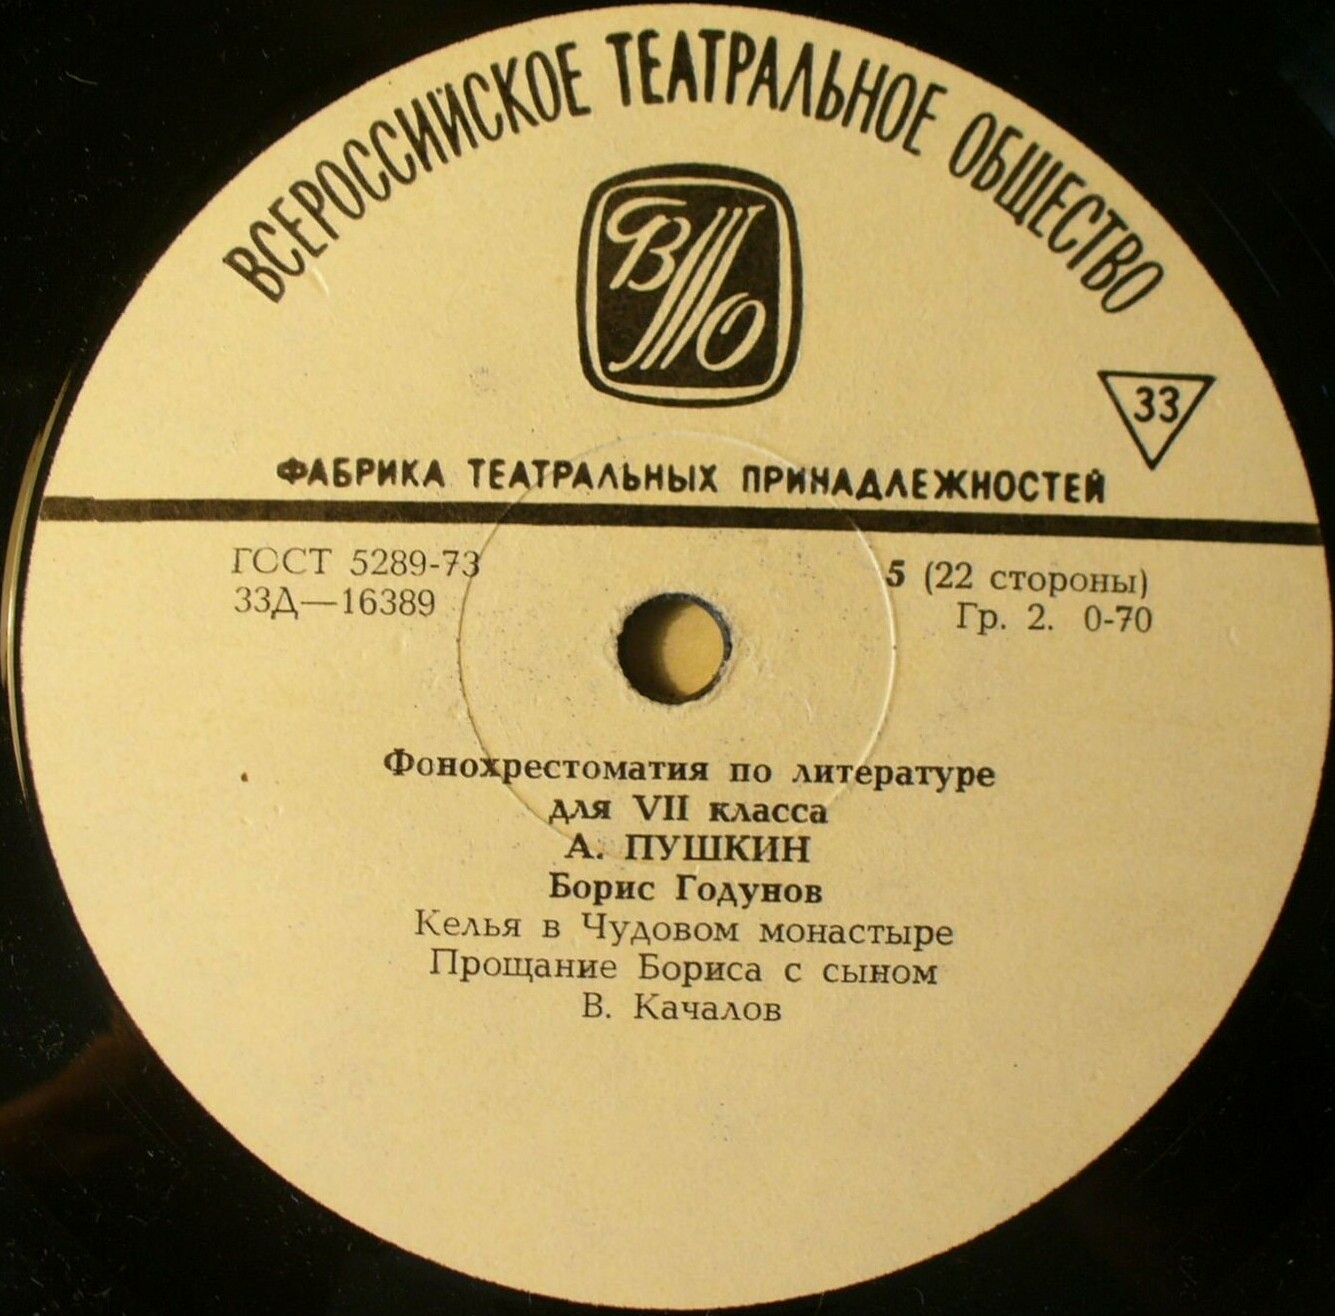 ВСЕРОССИЙСКОЕ ТЕАТРАЛЬНОЕ ОБЩЕСТВО
ВТО
33
ФАБРИКА ТЕАТРАЛЬНЫХ ПРИНАДЛЕЖНОСТЕЙ
ГОСТ 5289-73
33Д—16389
5 (22 стороны)
Гр. 2. 0-70
Фонохрестоматия по литературе
для VII класса
А. ПУШКИН
Борис Годунов
Келья в Чудовом монастыре
Прощание Бориса с сыном
В. Качалов